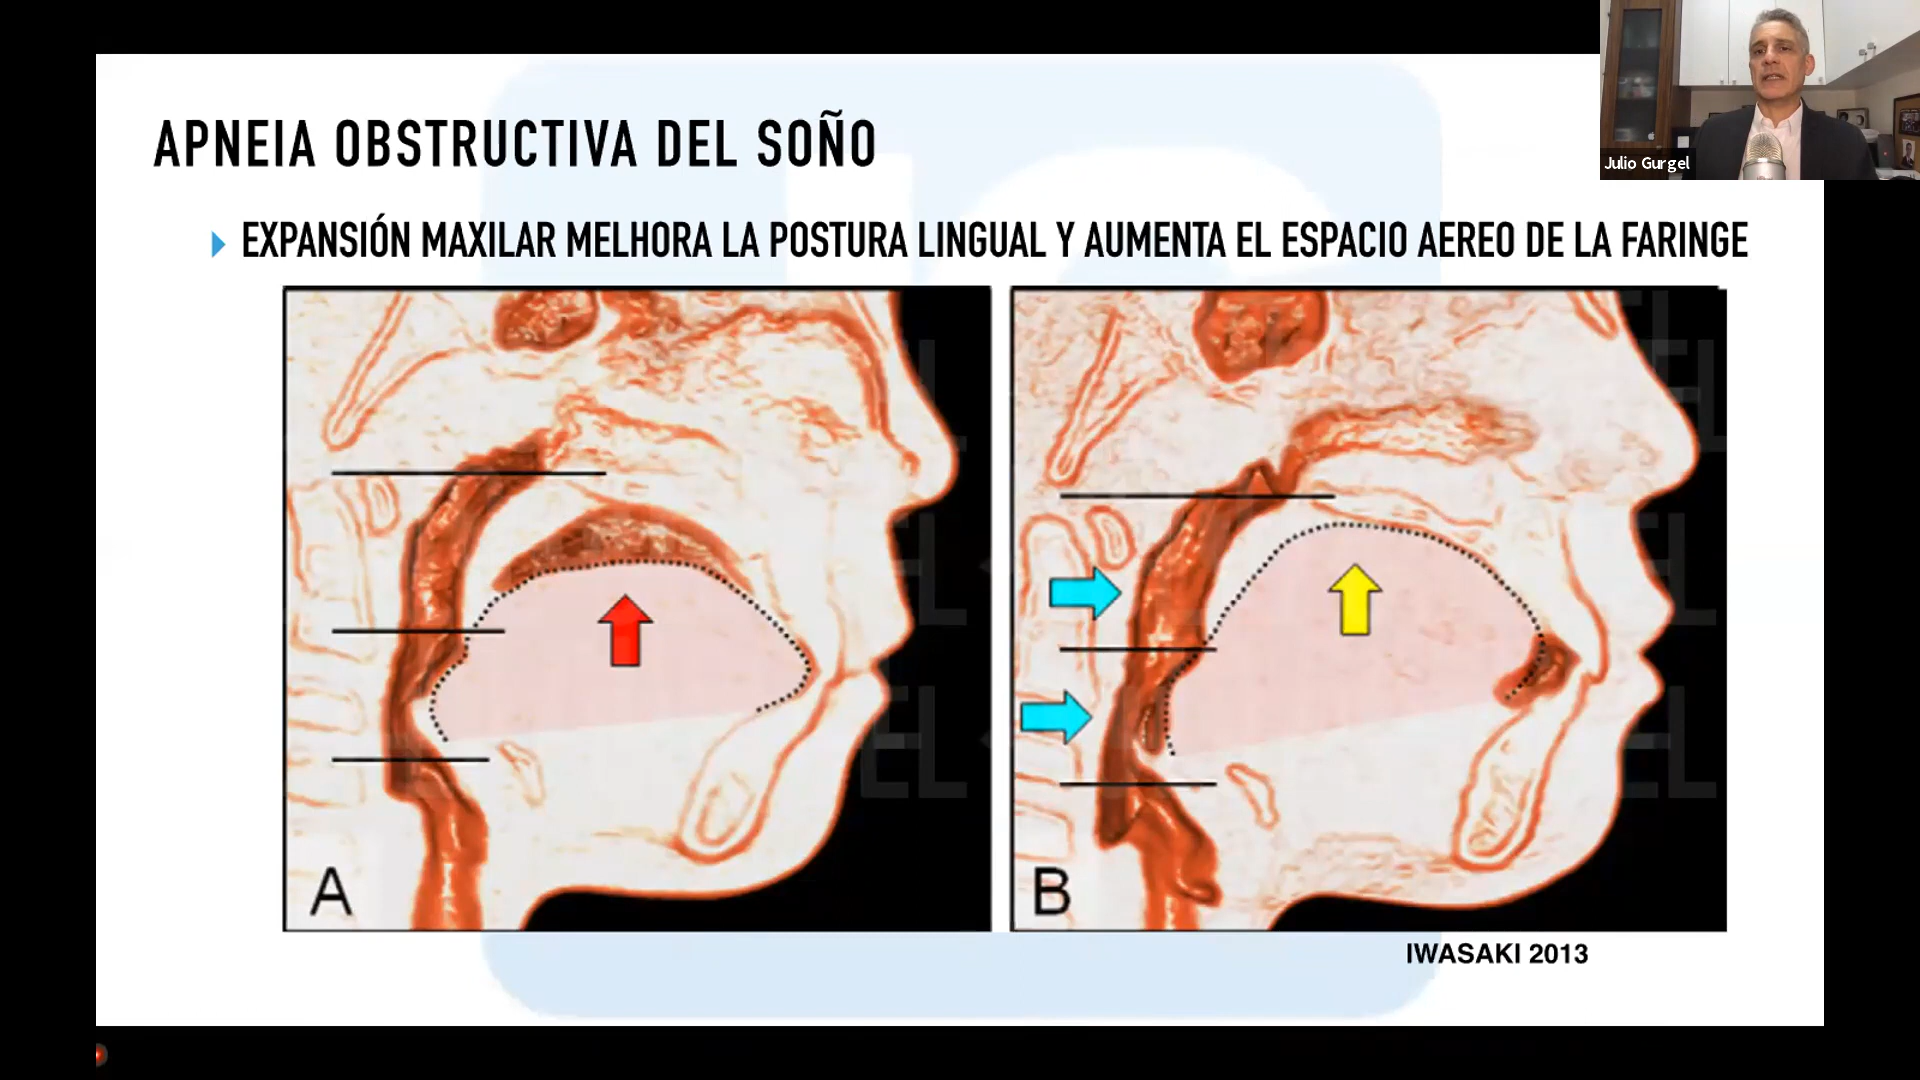 Julio Gurgel
APNEIA OBSTRUCTIVA DEL SOÑO
EXPANSIÓN MAXILAR MELHORA LA POSTURA LINGUAL Y AUMENTA EL ESPACIO AEREO DE LA FARINGE
A
B
IWASAKI 2013